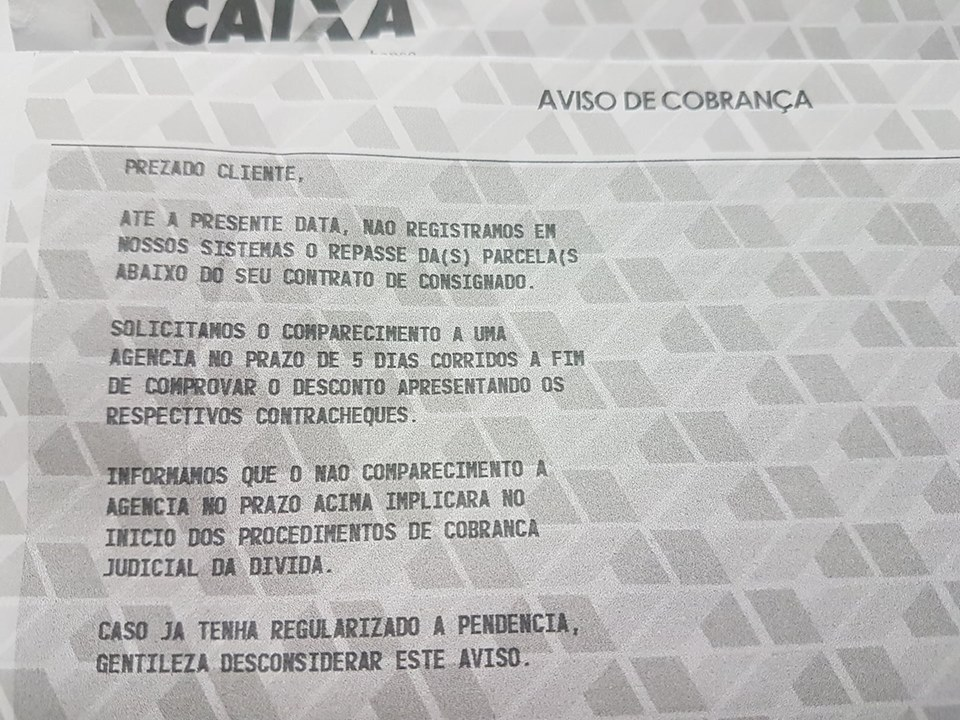 CAIXA
AVISO DE COBRANÇA
PREZADO CLIENTE,
ATE A PRESENTE DATA, NAO REGISTRAMOS EM
NOSSOS SISTEMAS O REPASSE DA(S) PARCELA(S
ABAIXO DO SEU CONTRATO DE CONSIGNADO.
SOLICITAMOS O COMPARECIMENTO A UMA
AGENCIA NO PRAZO DE 5 DIAS CORRIDOS A FIM
DE COMPROVAR O DESCONTO APRESENTANDO OS
RESPECTIVOS CONTRACHEQUES.
INFORMAMOS QUE O NAO COMPARECIMENTO A
AGENCIA NO PRAZO ACIMA IMPLICARA NO
INICIO DOS PROCEDIMENTOS DE COBRANCA
JUDICIAL DA DIVIDA.
CASO JA TENHA REGULARIZADO A PENDENCIA,
GENTILEZA DESCONSIDERAR ESTE AVISO.